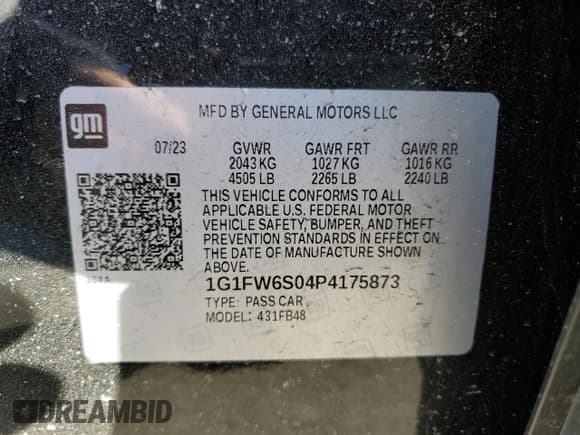 gm
MFD BY GENERAL MOTORS LLC
07/23 GVWR GAWR FRT GAWR RR
2043 KG 1027 KG 1016 KG
4505 LB 2265 LB 2240 LB
THIS VEHICLE CONFORMS TO ALL
APPLICABLE U.S. FEDERAL MOTOR
VEHICLE SAFETY, BUMPER, AND THEFT
PREVENTION STANDARDS IN EFFECT ON
THE DATE OF MANUFACTURE SHOWN
ABOVE.
1G1FW6S04P4175873
TYPE: PASS CAR
MODEL: 431FB48
DREAMBID